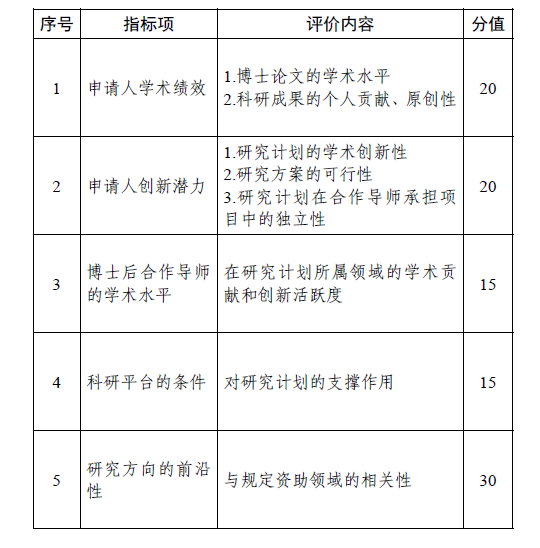 序号 指标项 评价内容 分值
1 申请人学术绩效 1.博士论文的学术水平
2.科研成果的个人贡献、原创性 20
2 申请人创新潜力 1.研究计划的学术创新性
2.研究方案的可行性
3.研究计划在合作导师承担项
目中的独立性 20
3 博士后合作导师
的学术水平 在研究计划所属领域的学术贡
献和创新活跃度 15
4 科研平台的条件 对研究计划的支撑作用 15
5 研究方向的前沿
性 与规定资助领域的相关性 30